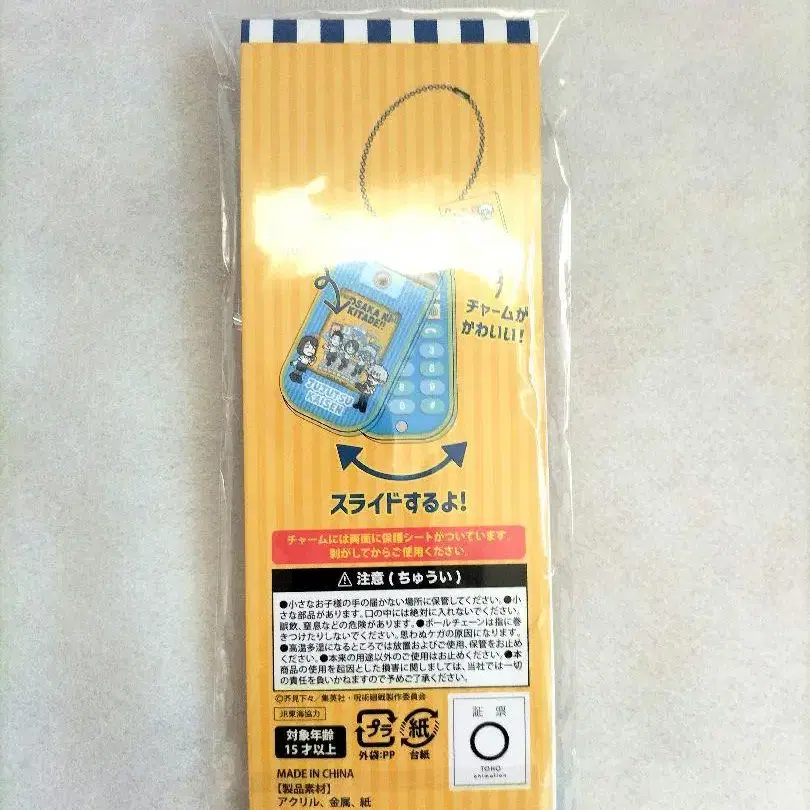 チャームが
かわいい！
OSAKA NI
KITADE!!
JUJUTSU
KAISEN
3
6
9
8
0
#
スライドするよ！
チャームには両面に保護シートがついています。
剥がしてからご使用ください。
⚠注意(ちゅうい)
●小さなお子様の手の届かない場所に保管してください。●小
さな部品があります。口の中には絶対に入れないでください。
誤飲、窒息などの危険があります。●ボールチェーンは指に巻
きつけたりしないでください。思わぬケガの原因になります。
●高温多湿になるところでは放置およびご使用、保管をお止め
ください。●本来の用途以外のご使用はお止めください。●本
商品の使用を起因とした損害に関しましては、当社では一切
の責任を負いかねますので予めご了承ください。
©芥見下々／集英社・呪術廻戦製作委員会
JR東海協力
対象年齢
15才以上
プラ
外袋:PP
紙
台紙
証票
TOHO
animation
MADE IN CHINA
【製品素材】
アクリル、金属、紙